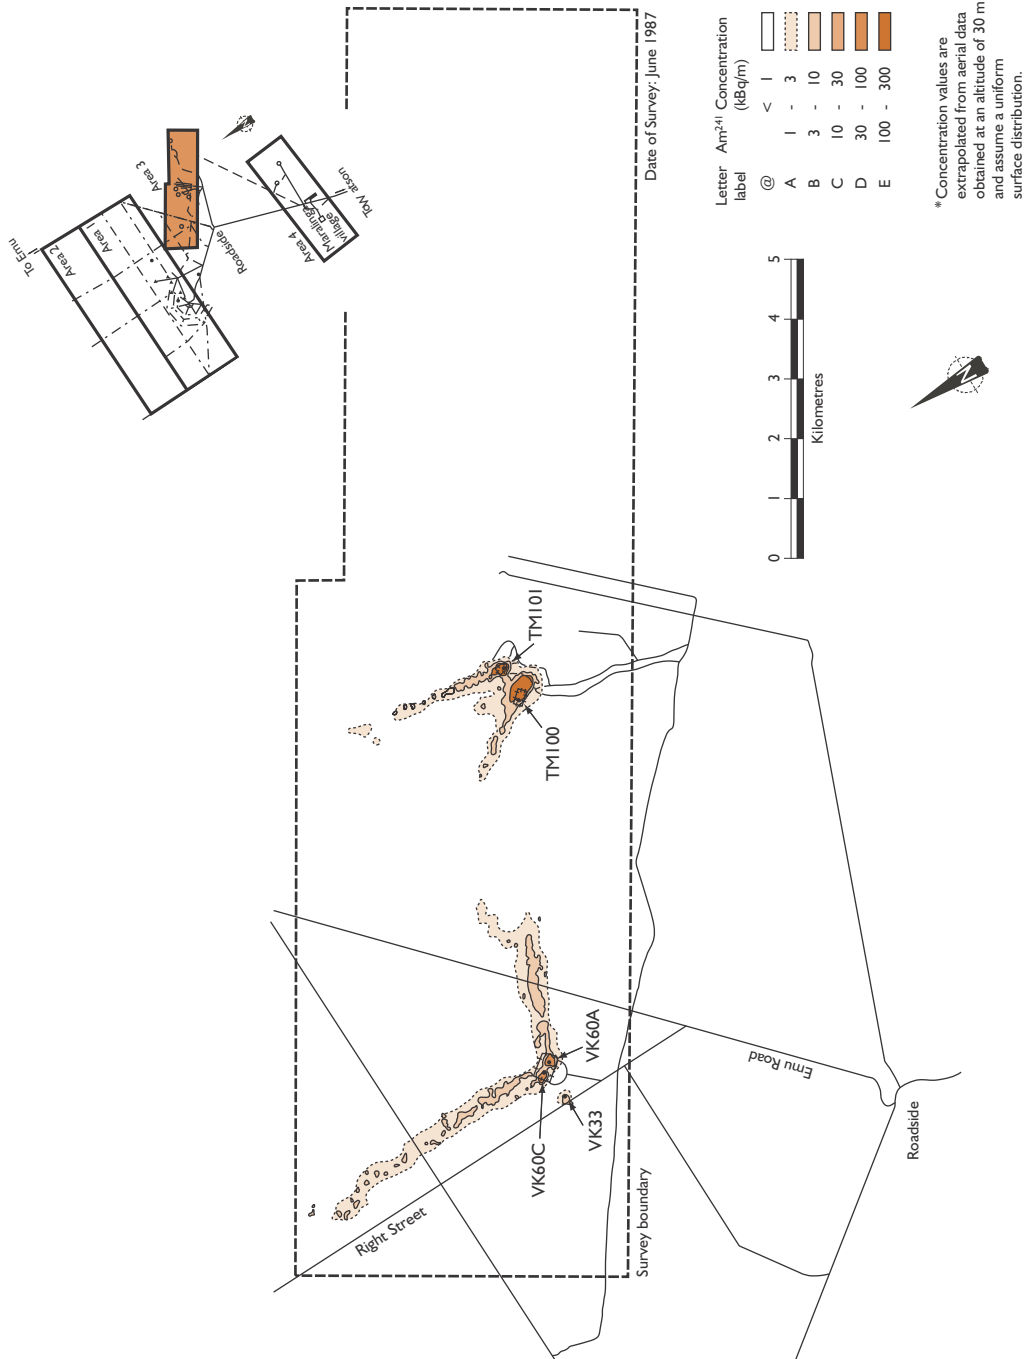 To Emu
Area 2
Area
Area 3
Roadside
Area 4
Maralinga
village
To Watson
Date of Survey: June 1987
Letter Am²⁴¹ Concentration
label (kBq/m)
@ < 1
A 1 - 3
B 3 - 10
C 10 - 30
D 30 - 100
E 100 - 300
* Concentration values are
extrapolated from aerial data
obtained at an altitude of 30 m
and assume a uniform
surface distribution.
0 1 2 3 4 5
Kilometres
N
TM101
TM100
VK60A
VK60C
VK33
Emu Road
Right Street
Survey boundary
Roadside